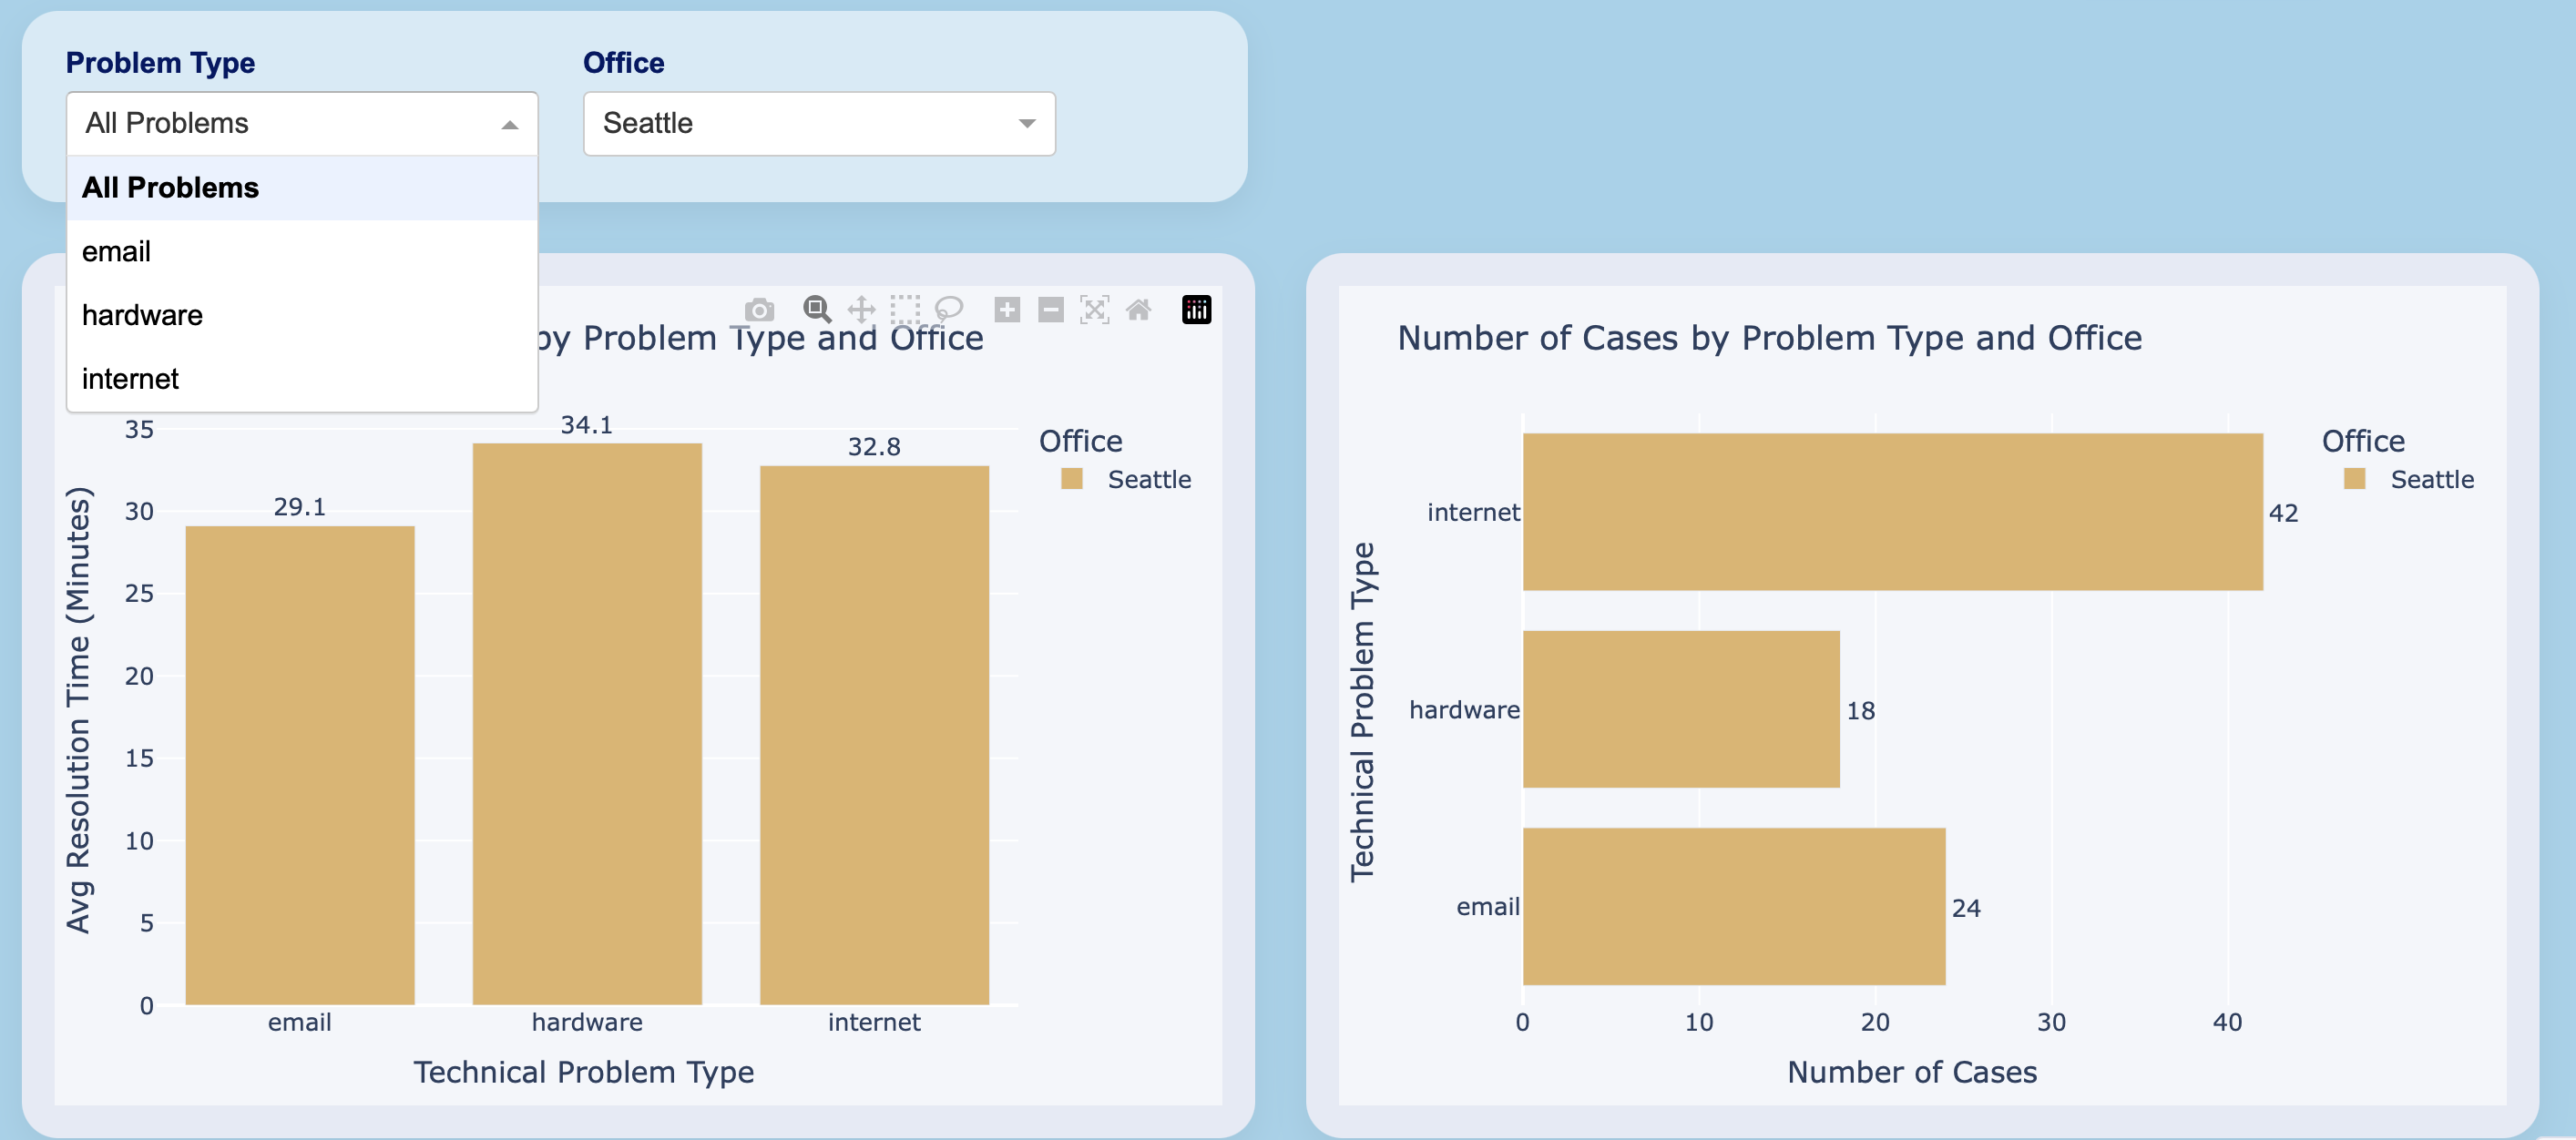 Problem Type
All Problems
All Problems
email
hardware
internet
Office
Seattle
by Problem Type and Office
35
30
25
20
15
10
5
0
Avg Resolution Time (Minutes)
29.1
34.1
32.8
email
hardware
internet
Technical Problem Type
Office
Seattle
Number of Cases by Problem Type and Office
Technical Problem Type
internet
42
hardware
18
email
24
0
10
20
30
40
Number of Cases
Office
Seattle